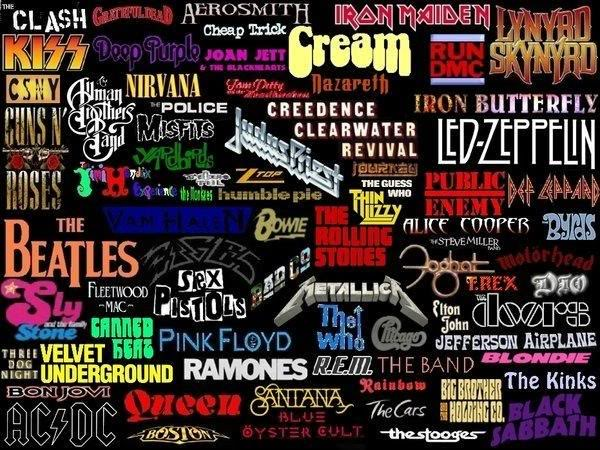 THE CLASH
GRATEFUL DEAD
AEROSMITH
IRON MAIDEN
LYNYRD
SKYNYRD
KISS
Deep Purple
Cheap Trick
JOAN JETT
& THE BLACKHEARTS
Cream
RUN
DMC
CSNY
The Allman
Brothers
Band
NIRVANA
THE POLICE
Tom Petty
Nazareth
IRON BUTTERFLY
GUNS N'
ROSES
MISFITS
CREEDENCE
CLEARWATER
REVIVAL
LED-ZEPPELIN
Yardbirds
Judas Priest
JOURNEY
Jimi Hendrix
Experience
the Monkees
JETHRO TULL
ZZ TOP
humble pie
THE GUESS
WHO
THIN
LIZZY
PUBLIC
ENEMY
DEF LEPPARD
VAN HALEN
BOWIE
THE
ROLLING
STONES
ALICE COOPER
BYRDS
THE
BEATLES
EAGLES
BAD CO
THE STEVE MILLER
BAND
Foghat
Motörhead
Sly
and the family
Stone
FLEETWOOD
~MAC~
SEX
PISTOLS
METALLICA
T.REX
DIO
CANNED
HEAT
PINK FLOYD
The Who
Chicago
Elton
John
THE doors
JEFFERSON AIRPLANE
THREE
DOG
NIGHT
VELVET
UNDERGROUND
RAMONES
R.E.M.
THE BAND
BLONDIE
BON JOVI
AC/DC
Queen
SANTANA
Rainbow
BIG BROTHER
AND THE HOLDING CO.
The Kinks
BOSTON
BLUE
ÖYSTER CULT
The Cars
thestooges
BLACK
SABBATH